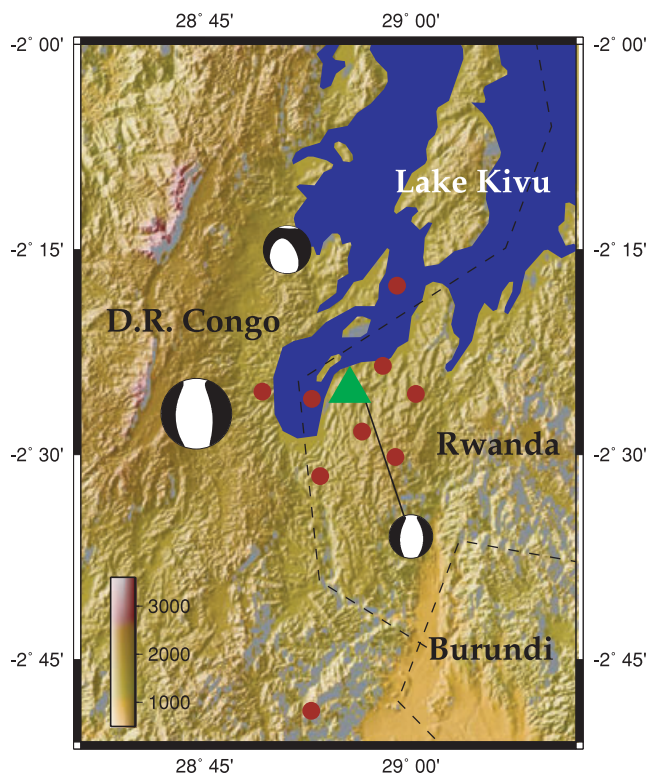 28˚ 45' 29˚ 00'
-2˚ 00' -2˚ 00'
Lake Kivu
-2˚ 15' -2˚ 15'
D.R. Congo
Rwanda
-2˚ 30' -2˚ 30'
3000
2000
Burundi
-2˚ 45' -2˚ 45'
1000
28˚ 45' 29˚ 00'